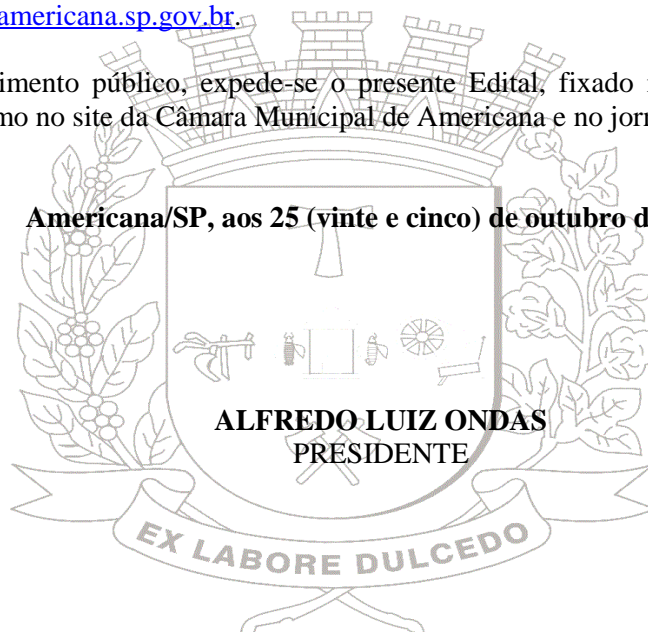 americana.sp.gov.br.
imento público, expede-se o presente Edital, fixado
mo no site da Câmara Municipal de Americana e no jorn
Americana/SP, aos 25 (vinte e cinco) de outubro d
ALFREDO LUIZ ONDAS
PRESIDENTE
EX LABORE DULCEDO